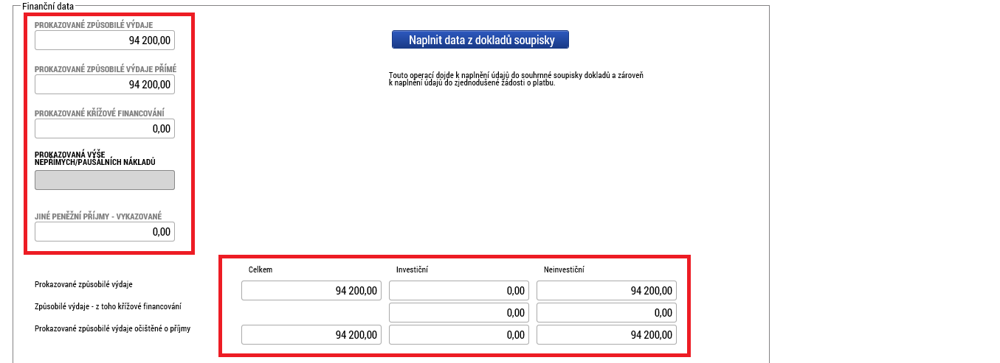 Finanční data
PROKAZOVANÉ ZPŮSOBILÉ VÝDAJE
94 200,00
Naplnit data z dokladů soupisky
PROKAZOVANÉ ZPŮSOBILÉ VÝDAJE PŘÍMÉ
94 200,00
Touto operací dojde k naplnění údajů do souhrnné soupisky dokladů a zároveň
k naplnění údajů do zjednodušené žádosti o platbu.
PROKAZOVANÉ KŘÍŽOVÉ FINANCOVÁNÍ
0,00
PROKAZOVANÁ VÝŠE
NEPŘÍMÝCH/PAUŠÁLNÍCH NÁKLADŮ
JINÉ PENĚŽNÍ PŘÍJMY - VYKAZOVANÉ
0,00
Celkem Investiční Neinvestiční
Prokazované způsobilé výdaje 94 200,00 0,00 94 200,00
Způsobilé výdaje - z toho křížové financování 0,00 0,00
Prokazované způsobilé výdaje očištěné o příjmy 94 200,00 0,00 94 200,00